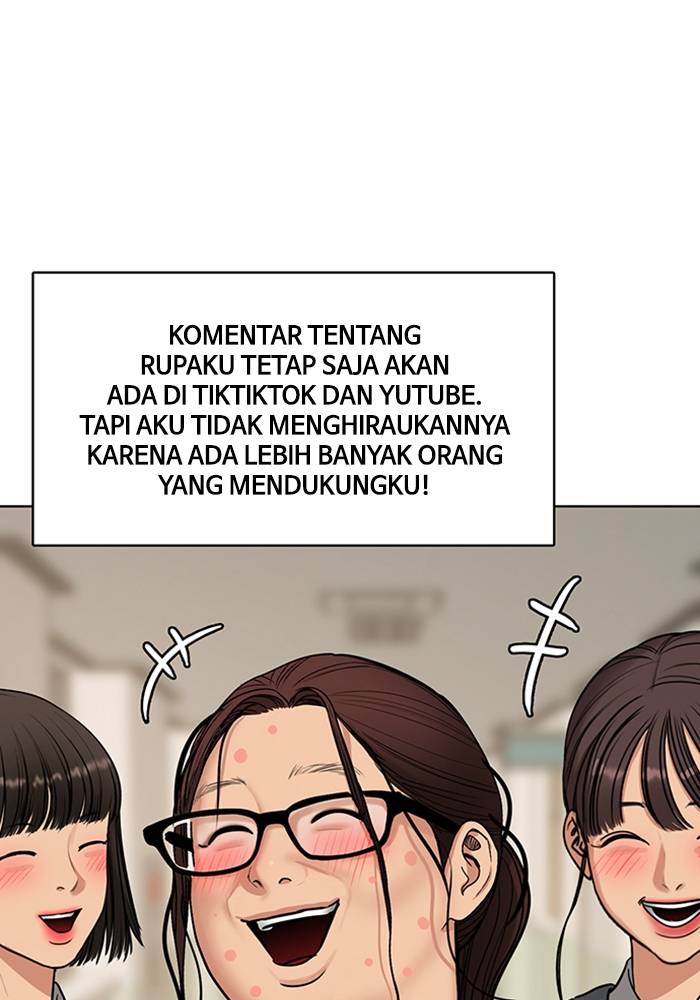 KOMENTAR TENTANG
RUPAKU TETAP SAJA AKAN
ADA DI TIKTIKTOK DAN YUTUBE.
TAPI AKU TIDAK MENGHIRAUKANNYA
KARENA ADA LEBIH BANYAK ORANG
YANG MENDUKUNGKU!